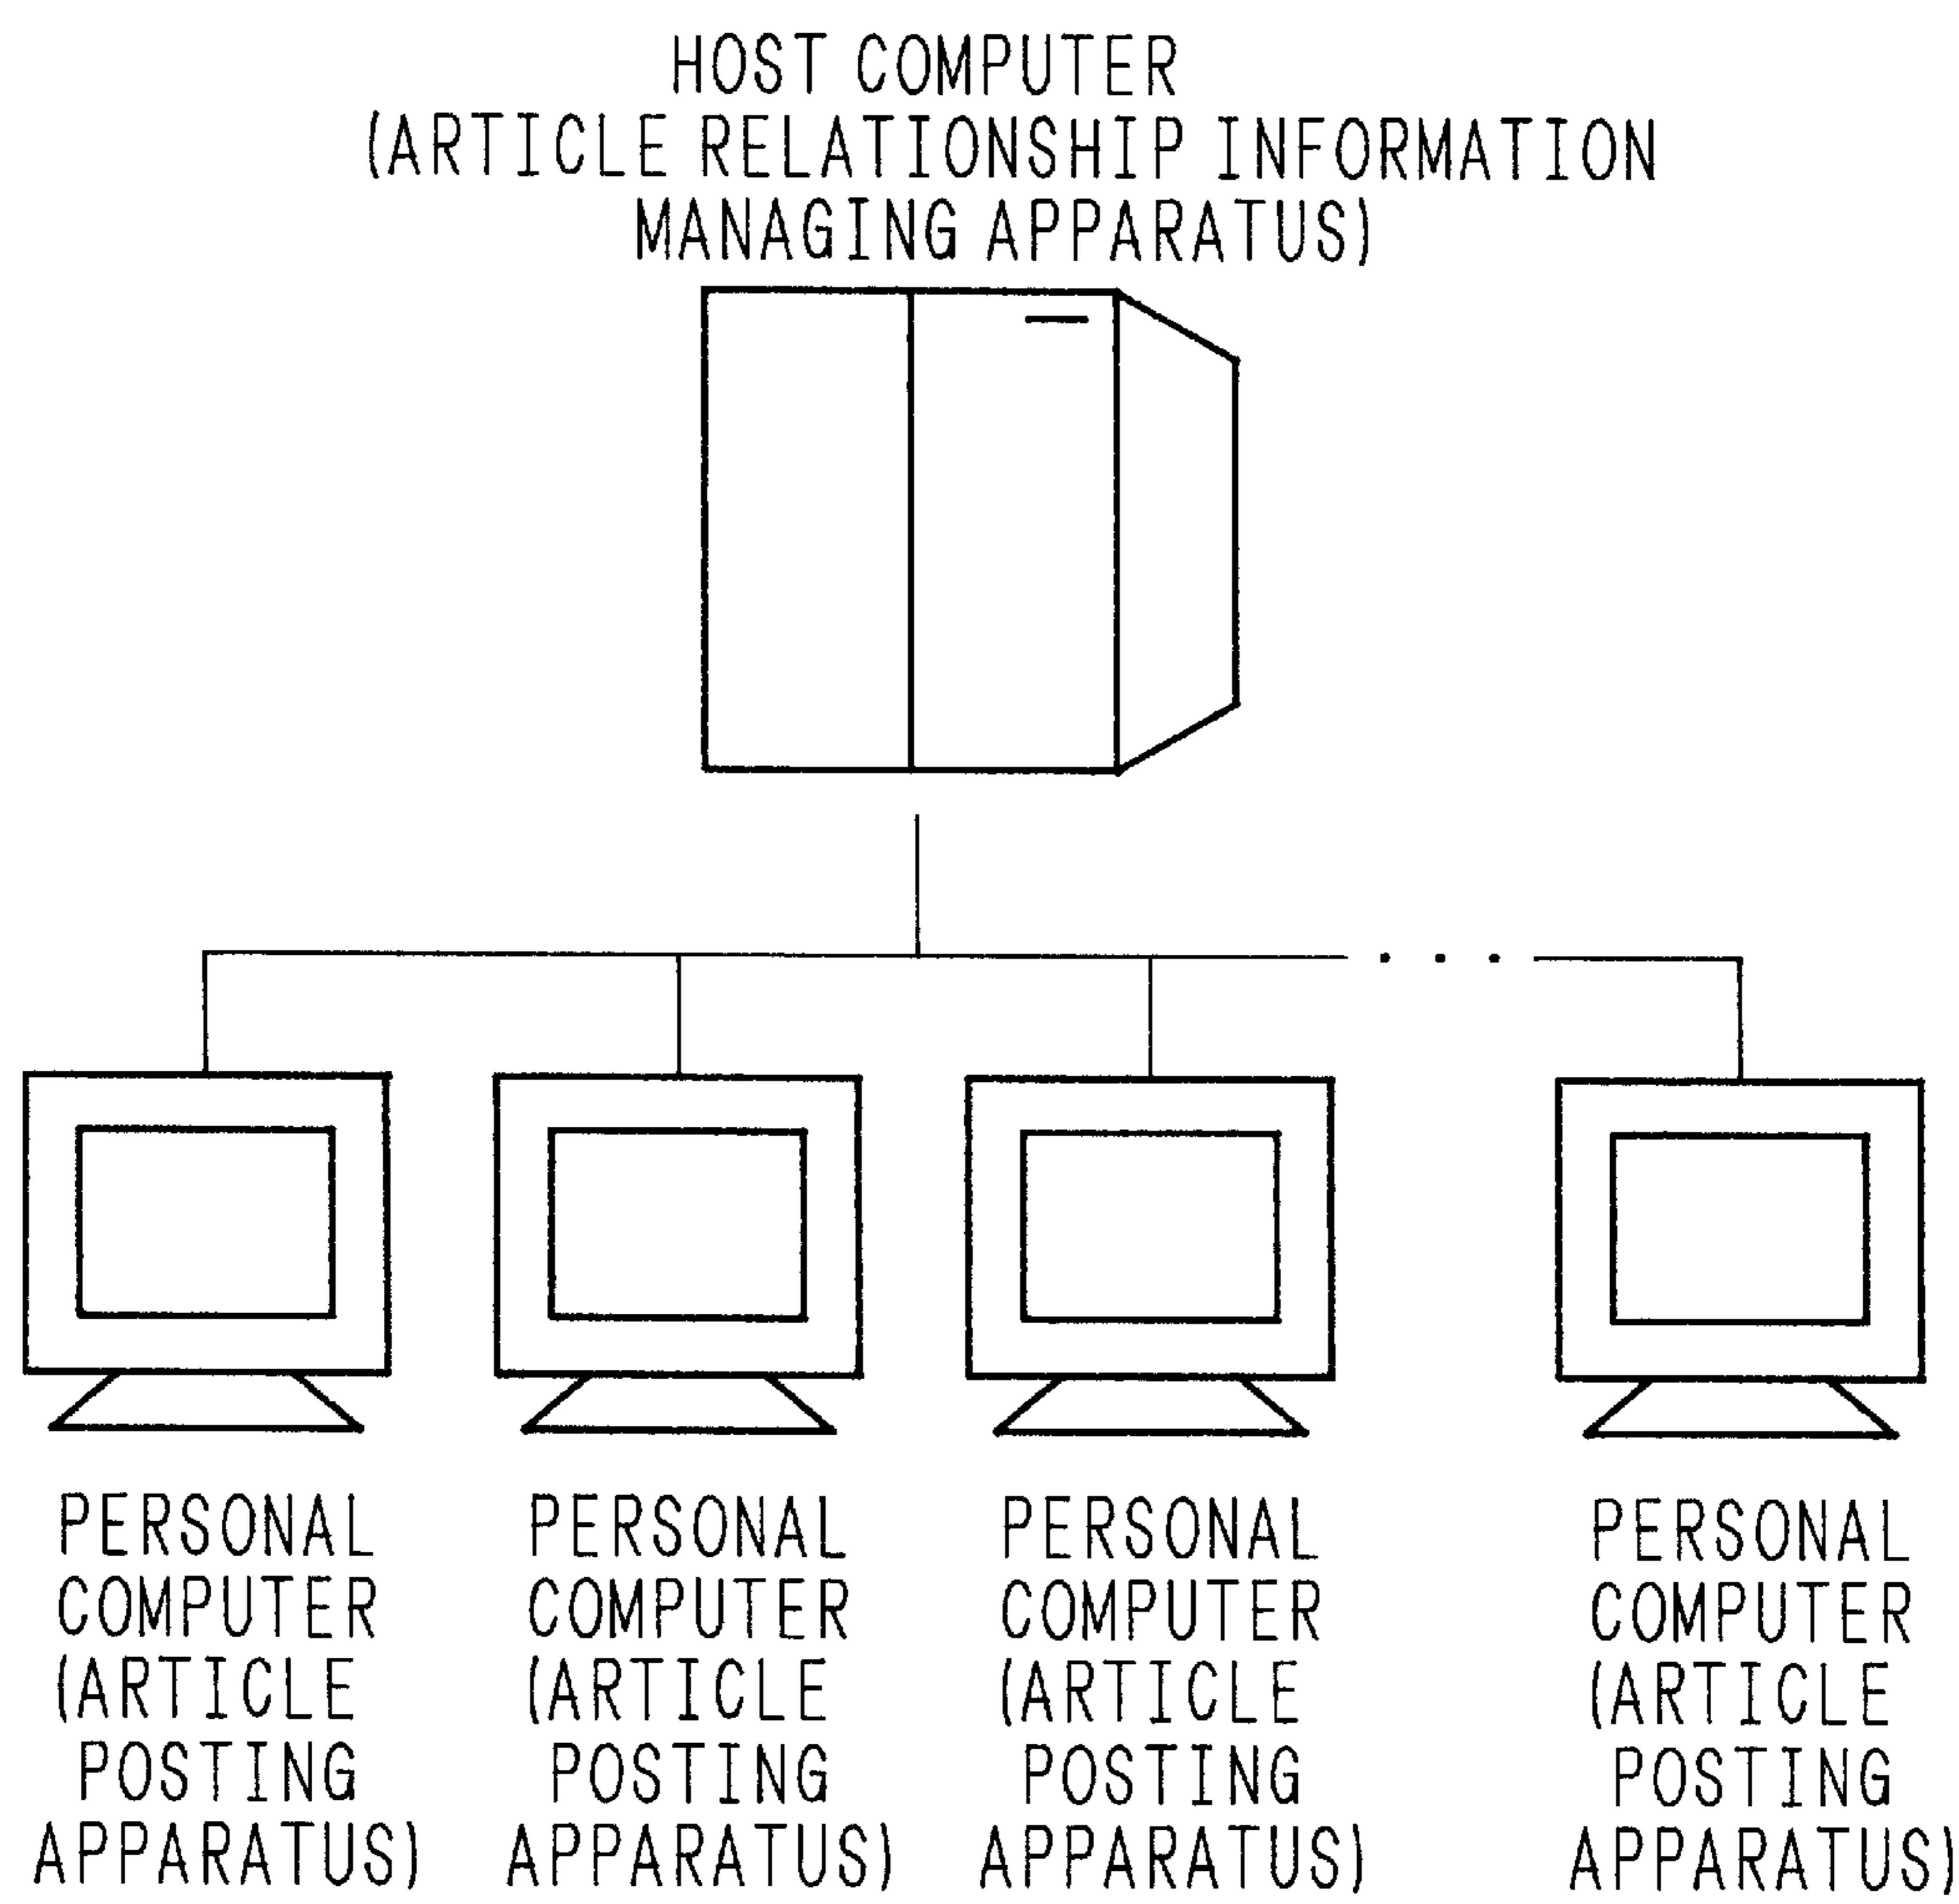 HOST COMPUTER
(ARTICLE RELATIONSHIP INFORMATION
MANAGING APPARATUS)
PERSONAL
COMPUTER
(ARTICLE
POSTING
APPARATUS)
PERSONAL
COMPUTER
(ARTICLE
POSTING
APPARATUS)
PERSONAL
COMPUTER
(ARTICLE
POSTING
APPARATUS)
PERSONAL
COMPUTER
(ARTICLE
POSTING
APPARATUS)